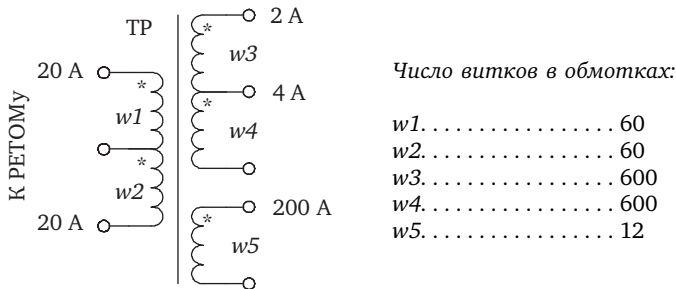 ТР
2 А
*
w3
20 А
*
4 А
*
w1
w4
К РЕТОМу
*
w2
200 А
*
20 А
w5
Число витков в обмотках:
w1. . . . . . . . . . . . . . . . . 60
w2. . . . . . . . . . . . . . . . . 60
w3. . . . . . . . . . . . . . . . . 600
w4. . . . . . . . . . . . . . . . . 600
w5. . . . . . . . . . . . . . . . . 12